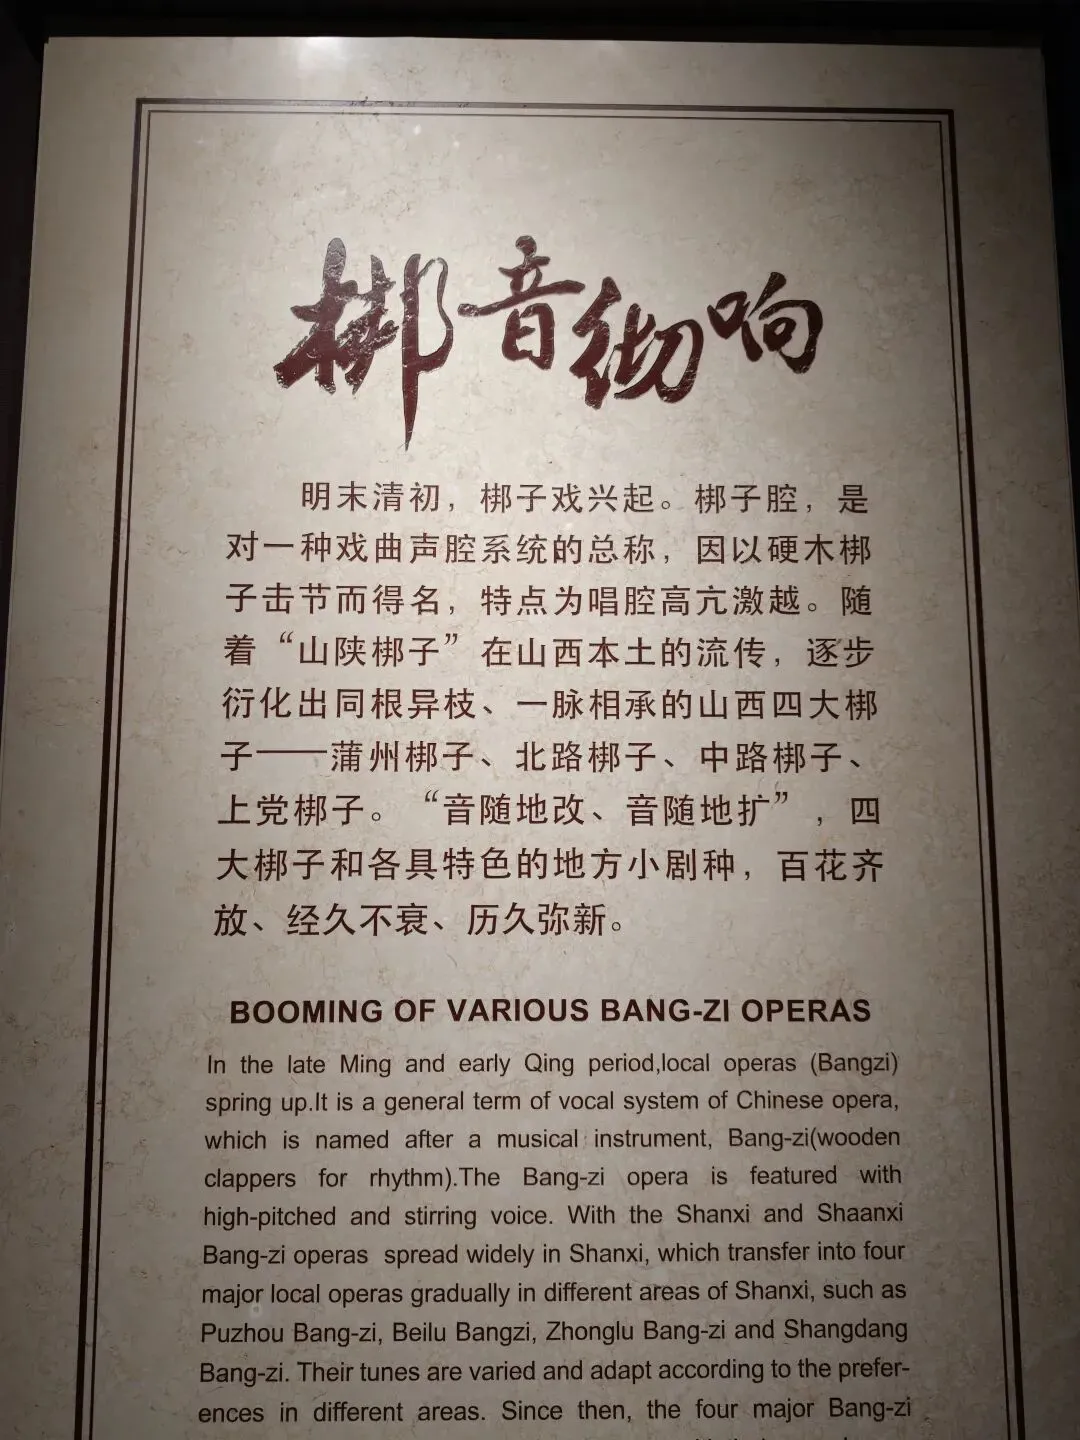 梆音彻响
明末清初，梆子戏兴起。梆子腔，是
对一种戏曲声腔系统的总称，因以硬木梆
子击节而得名，特点为唱腔高亢激越。随
着“山陕梆子”在山西本土的流传，逐步
衍化出同根异枝、一脉相承的山西四大梆
子——蒲州梆子、北路梆子、中路梆子、
上党梆子。“音随地改、音随地扩”，四
大梆子和各具特色的地方小剧种，百花齐
放、经久不衰、历久弥新。
BOOMING OF VARIOUS BANG-ZI OPERAS
In the late Ming and early Qing period,local operas (Bangzi)
spring up.It is a general term of vocal system of Chinese opera,
which is named after a musical instrument, Bang-zi(wooden
clappers for rhythm).The Bang-zi opera is featured with
high-pitched and stirring voice. With the Shanxi and Shaanxi
Bang-zi operas spread widely in Shanxi, which transfer into four
major local operas gradually in different areas of Shanxi, such as
Puzhou Bang-zi, Beilu Bangzi, Zhonglu Bang-zi and Shangdang
Bang-zi. Their tunes are varied and adapt according to the prefer-
ences in different areas. Since then, the four major Bang-zi